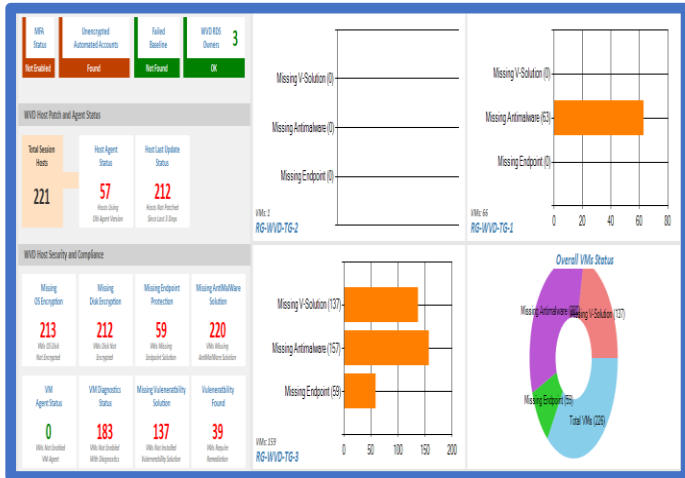 MFA
Status
Not Enabled
Unencrypted
Automated Accounts
Found
Failed
Baseline
Not Found
WVD RDS
Owners
3
OK
WVD Host Patch and Agent Status
Total Session
Hosts
221
Host Agent
Status
57
Hosts Using
Old Agent Version
Host Last Update
Status
212
Hosts Not Patched
Since Last 3 Days
WVD Host Security and Compliance
Missing
OS Encryption
213
VMs OS Disk
Not Encrypted
Missing
Disk Encryption
212
VMs Disk Not
Encrypted
Missing Endpoint
Protection
59
VMs Missing
Endpoint Solution
Missing AntiMalWare
Solution
220
VMs Missing
AntiMalWare Solution
VM
Agent Status
0
VMs Not Enabled
VM Agent
VM Diagnostics
Status
183
VMs Not Enabled
With Diagnostics
Missing Vuleneratbility
Solution
137
VMs Not Installed
Vulenerability Solution
Vuleneratbility
Found
39
VMs Require
Remediation
Missing V-Solution (0)
Missing Antimalware (0)
Missing Endpoint (0)
VMs: 1
RG-WVD-TG-2
Missing V-Solution (0)
Missing Antimalware (63)
Missing Endpoint (0)
0 20 40 60 80
VMs: 66
RG-WVD-TG-1
Missing V-Solution (137)
Missing Antimalware (157)
Missing Endpoint (59)
0 50 100 150 200
VMs: 159
RG-WVD-TG-3
Overall VMs Status
Missing Antimalware
Missing V-Solution (137)
Missing Endpoint (59)
Total VMs (226)